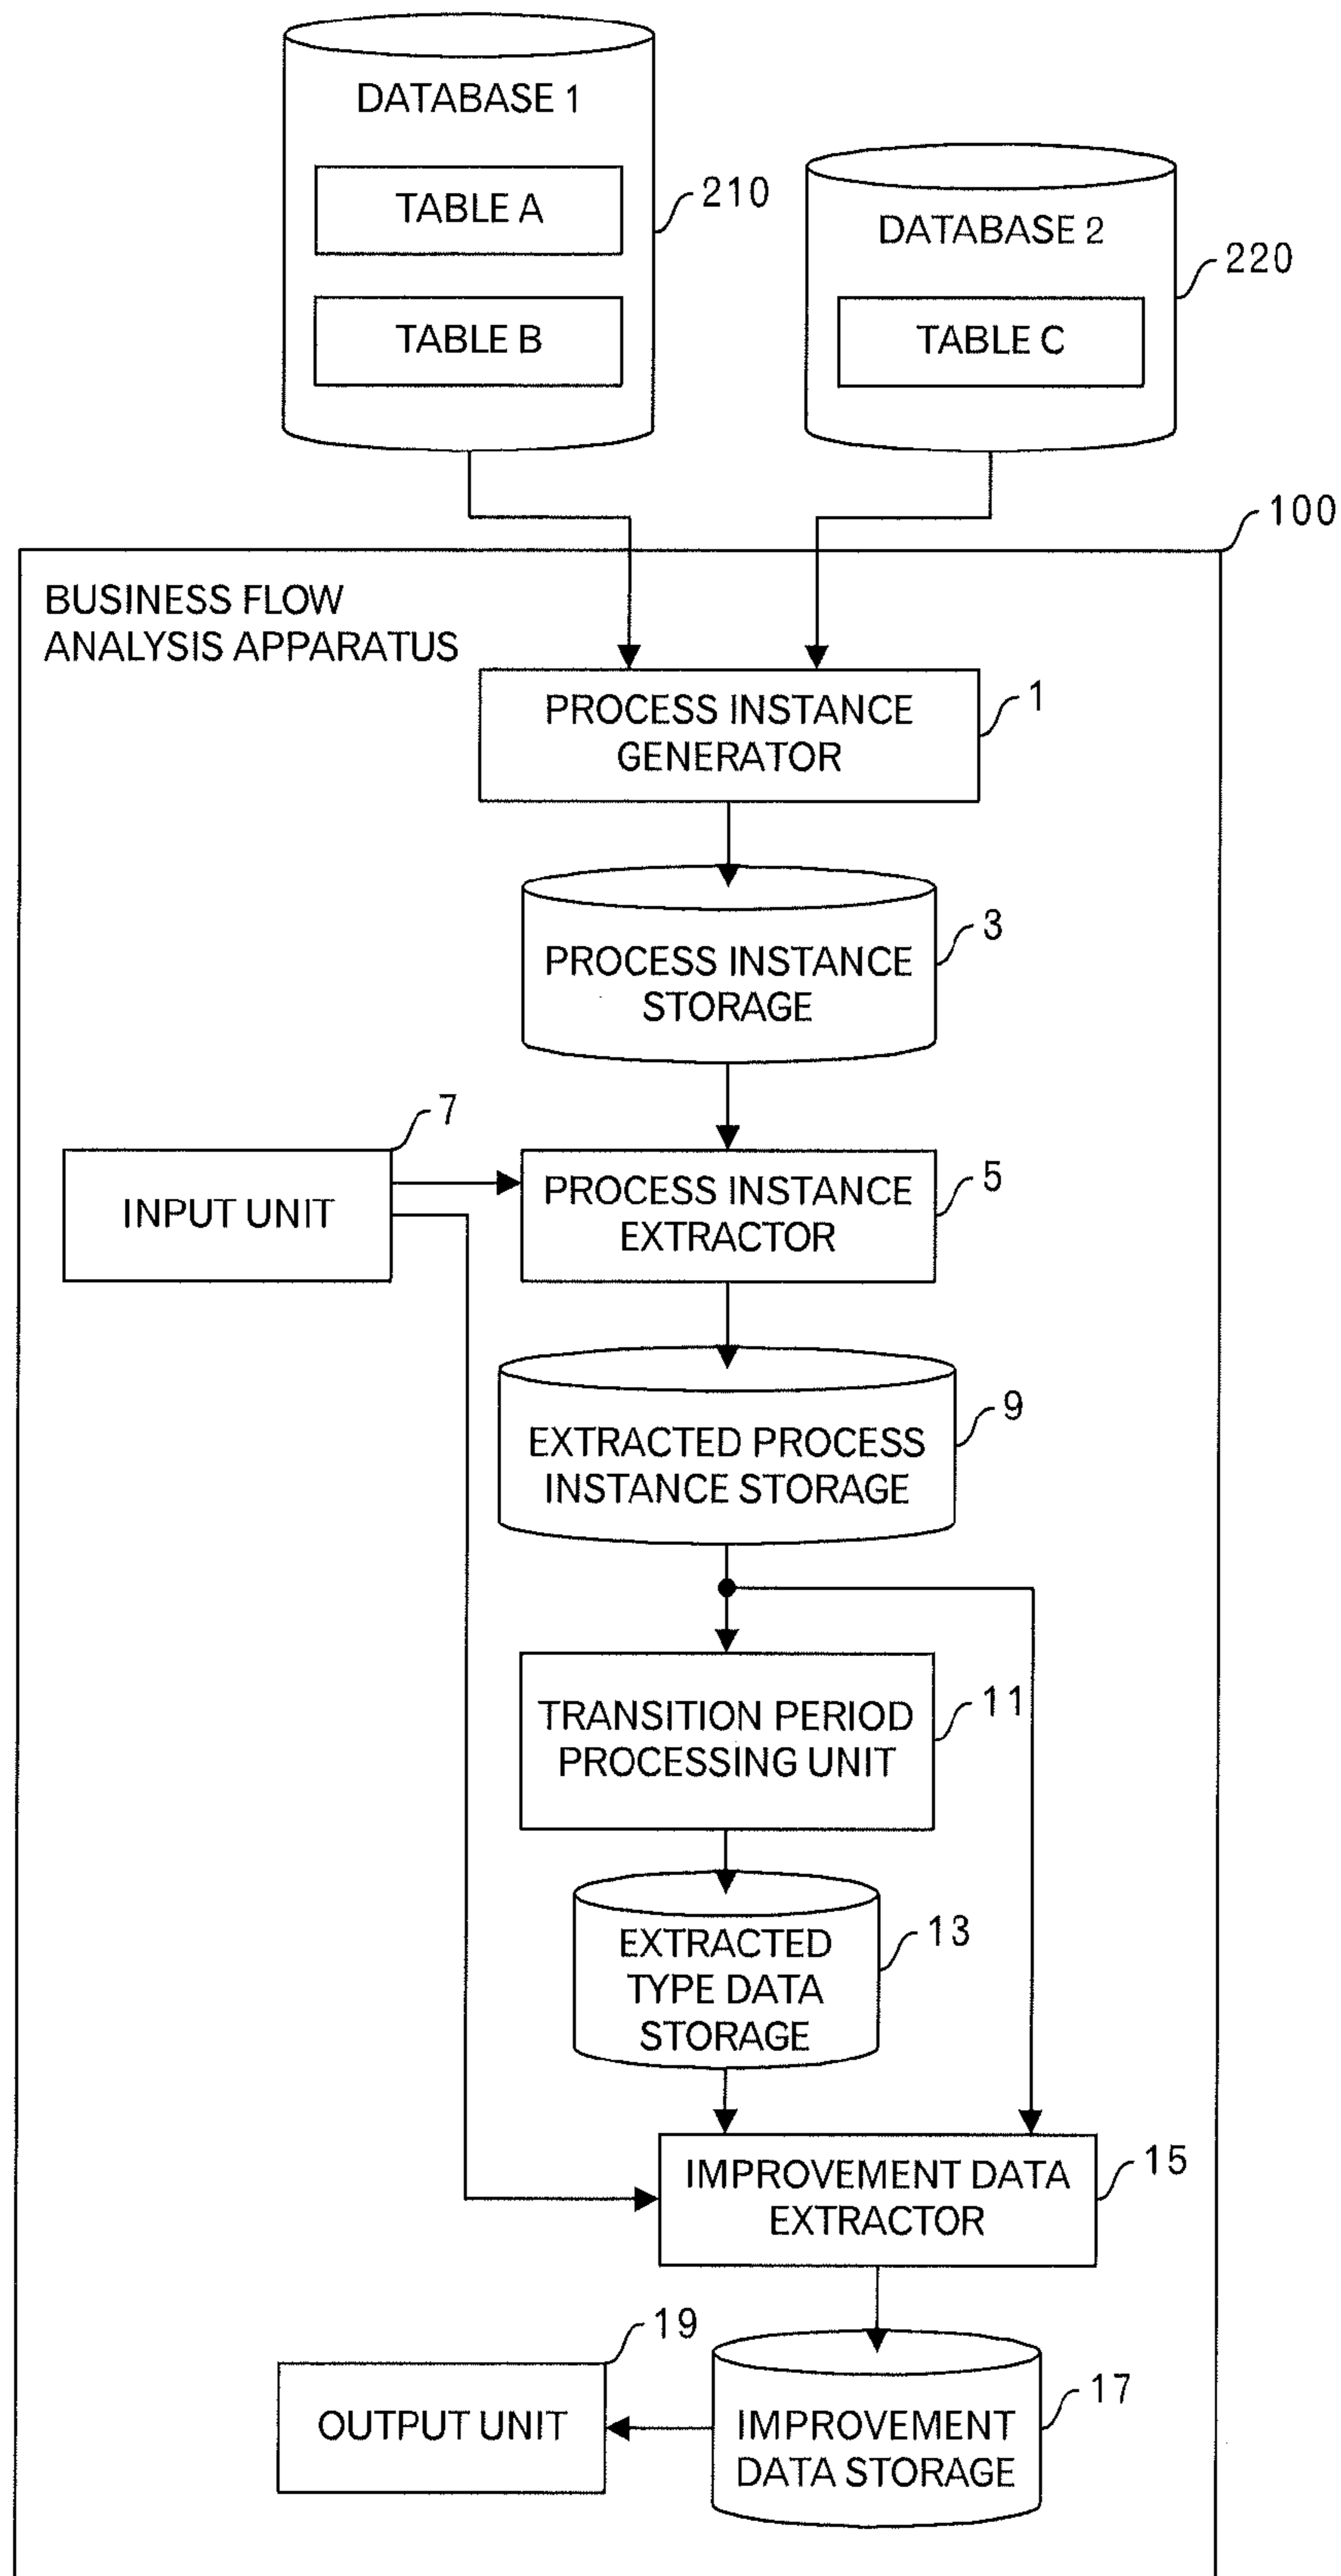 DATABASE 1
TABLE A
210
TABLE B
DATABASE 2
220
TABLE C
100
BUSINESS FLOW
ANALYSIS APPARATUS
PROCESS INSTANCE
GENERATOR
1
PROCESS INSTANCE
STORAGE
3
7
INPUT UNIT
PROCESS INSTANCE
EXTRACTOR
5
EXTRACTED PROCESS
INSTANCE STORAGE
9
TRANSITION PERIOD
PROCESSING UNIT
11
EXTRACTED
TYPE DATA
STORAGE
13
IMPROVEMENT DATA
EXTRACTOR
15
19
OUTPUT UNIT
IMPROVEMENT
DATA STORAGE
17